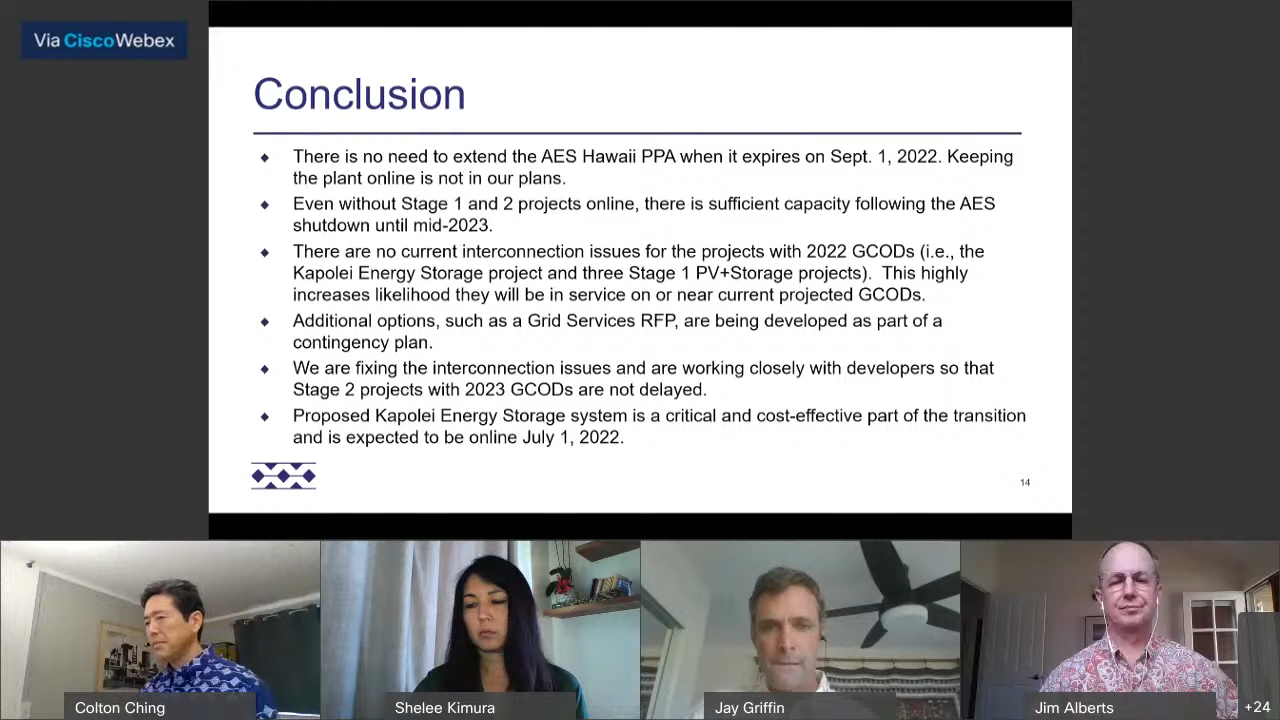 Via CiscoWebex
Conclusion
There is no need to extend the AES Hawaii PPA when it expires on Sept. 1, 2022. Keeping
the plant online is not in our plans.
Even without Stage 1 and 2 projects online, there is sufficient capacity following the AES
shutdown until mid-2023.
There are no current interconnection issues for the projects with 2022 GCODs (i.e., the
Kapolei Energy Storage project and three Stage 1 PV+Storage projects).  This highly
increases likelihood they will be in service on or near current projected GCODs.
Additional options, such as a Grid Services RFP, are being developed as part of a
contingency plan.
We are fixing the interconnection issues and are working closely with developers so that
Stage 2 projects with 2023 GCODs are not delayed.
Proposed Kapolei Energy Storage system is a critical and cost-effective part of the transition
and is expected to be online July 1, 2022.
14
Colton Ching
Shelee Kimura
Jay Griffin
Jim Alberts
+24